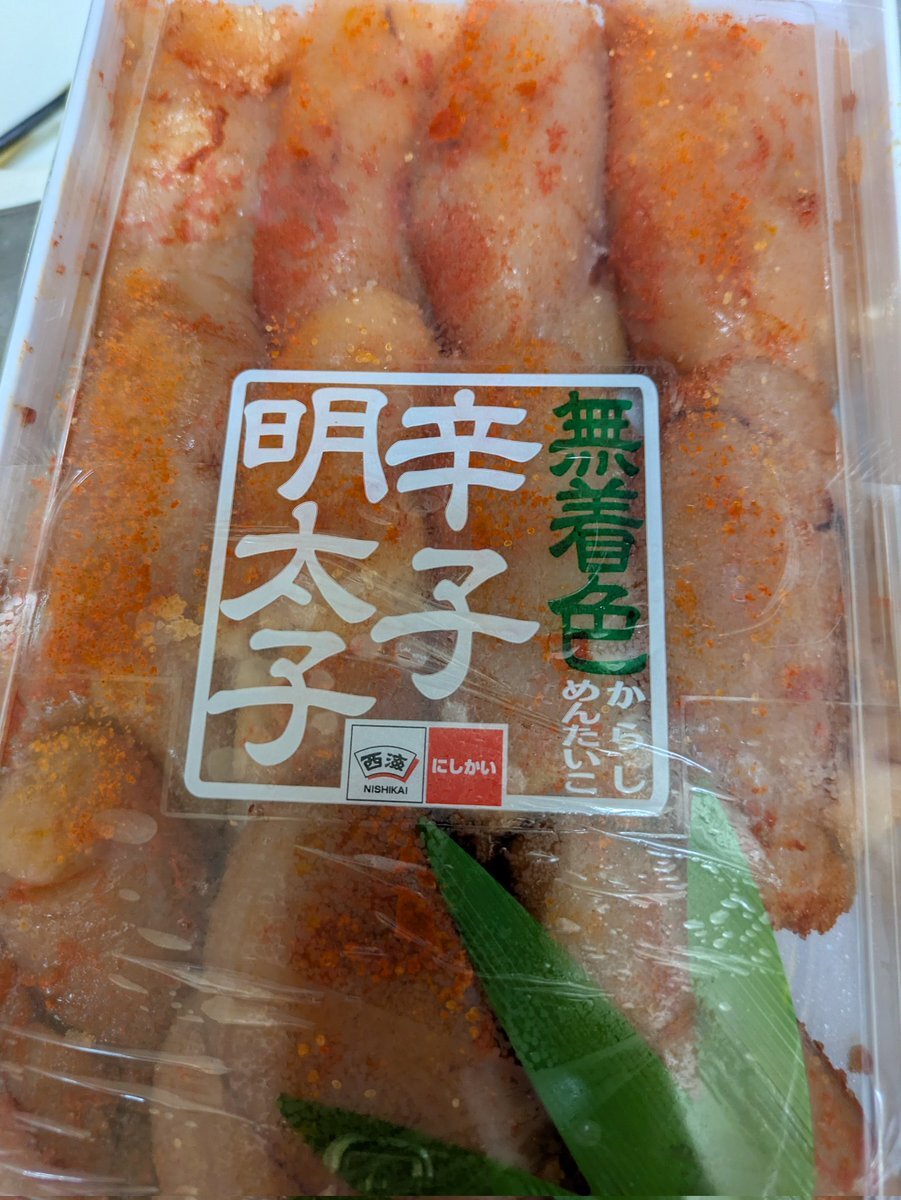 無着色
からし
めんたいこ
辛子
明太子
西海
NISHIKAI
にしかい